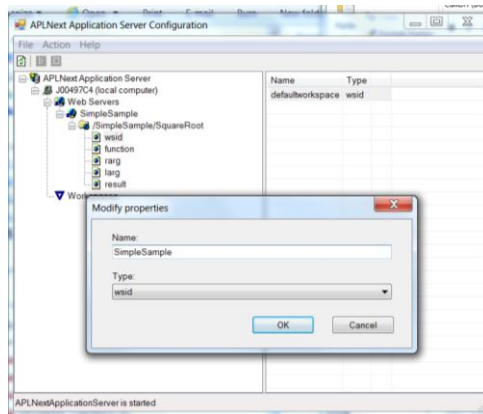 APLNext Application Server Configuration
File Action Help
APLNext Application Server
J00497C4 (local computer)
Web Servers
SimpleSample
/SimpleSample/SquareRoot
wsid
function
rarg
larg
result
Name Type
defaultworkspace wsid
Modify properties
Name:
SimpleSample
Type:
wsid
OK Cancel
APLNextApplicationServer is started